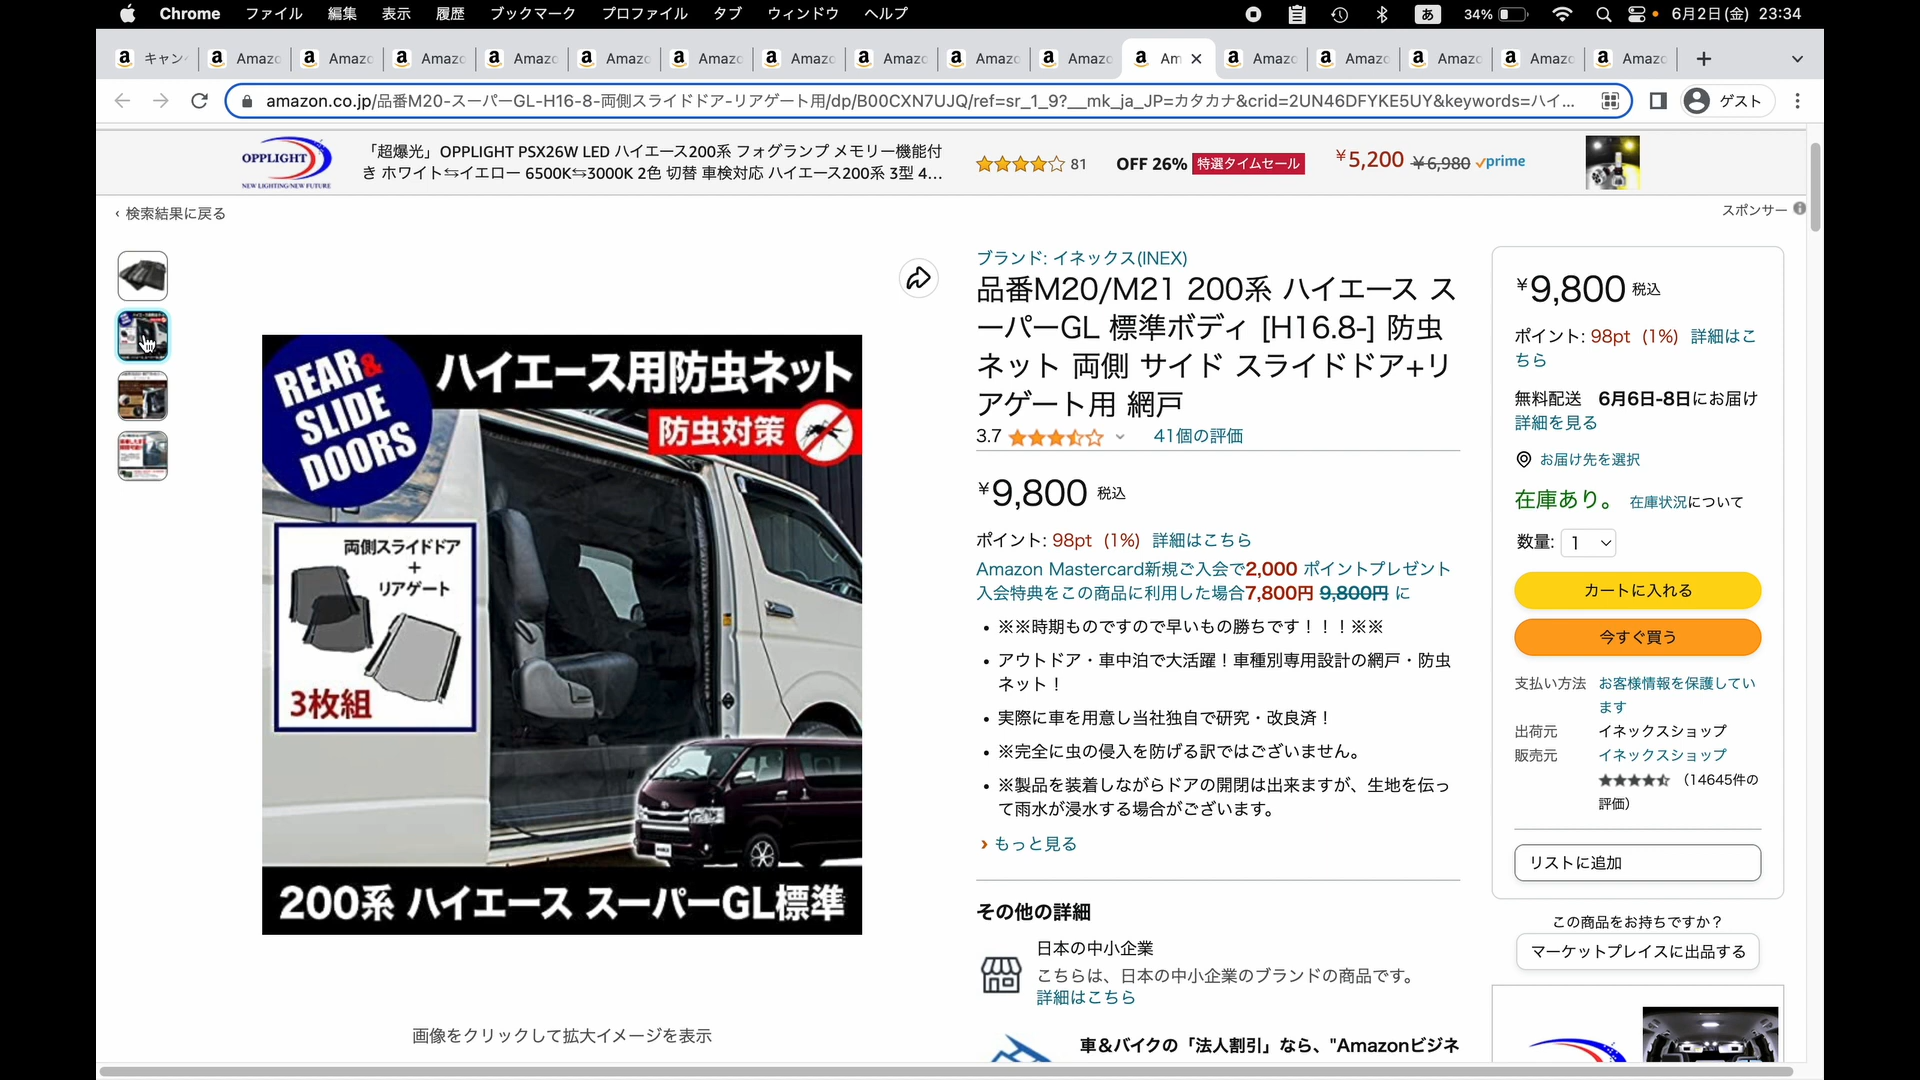 Chrome ファイル 編集 表示 履歴 ブックマーク プロファイル タブ ウィンドウ ヘルプ あ 34% 6月2日(金) 23:34
キャン Amazo Amazo Amazo Amazo Amazo Amazo Amazo Amazo Amazo Amazo Am Amazo Amazo Amazo Amazo Amazo
amazon.co.jp/品番M20-スーパーGL-H16-8-両側スライドドア-リアゲート用/dp/B00CXN7UJQ/ref=sr_1_9?__mk_ja_JP=カタカナ&crid=2UN46DFYKE5UY&keywords=ハイ... ゲスト
OPPLIGHT
NEW LIGHTING/NEW FUTURE
「超爆光」OPPLIGHT PSX26W LED ハイエース200系 フォグランプ メモリー機能付
き ホワイト⇆イエロー 6500K⇆3000K 2色 切替 車検対応 ハイエース200系 3型 4...
81 OFF 26% 特選タイムセール ¥5,200 ¥6,980 prime
‹ 検索結果に戻る
スポンサー
ブランド: イネックス(INEX)
品番M20/M21 200系 ハイエース ス
ーパーGL 標準ボディ [H16.8-] 防虫
ネット 両側 サイド スライドドア+リ
アゲート用 網戸
3.7 41個の評価
¥9,800 税込
ポイント: 98pt (1%) 詳細はこちら
Amazon Mastercard新規ご入会で2,000 ポイントプレゼント
入会特典をこの商品に利用した場合7,800円 9,800円 に
• ※※時期ものですので早いもの勝ちです！！！※※
• アウトドア・車中泊で大活躍！車種別専用設計の網戸・防虫
ネット！
• 実際に車を用意し当社独自で研究・改良済！
• ※完全に虫の侵入を防げる訳ではございません。
• ※製品を装着しながらドアの開閉は出来ますが、生地を伝っ
て雨水が浸水する場合がございます。
› もっと見る
その他の詳細
日本の中小企業
こちらは、日本の中小企業のブランドの商品です。
詳細はこちら
車&バイクの「法人割引」なら、"Amazonビジネ
REAR&
SLIDE
DOORS
ハイエース用防虫ネット
防虫対策
両側スライドドア
+
リアゲート
3枚組
200系 ハイエース スーパーGL標準
画像をクリックして拡大イメージを表示
¥9,800 税込
ポイント: 98pt (1%) 詳細はこ
ちら
無料配送 6月6日-8日にお届け
詳細を見る
お届け先を選択
在庫あり。 在庫状況について
数量: 1
カートに入れる
今すぐ買う
支払い方法 お客様情報を保護してい
ます
出荷元 イネックスショップ
販売元 イネックスショップ
（14645件の
評価）
リストに追加
この商品をお持ちですか？
マーケットプレイスに出品する